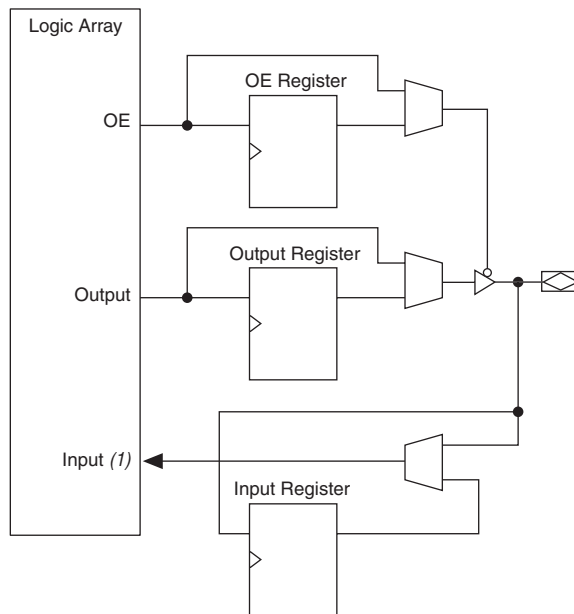 Logic Array
OE Register
OE
Output Register
Output
Input (1)
Input Register